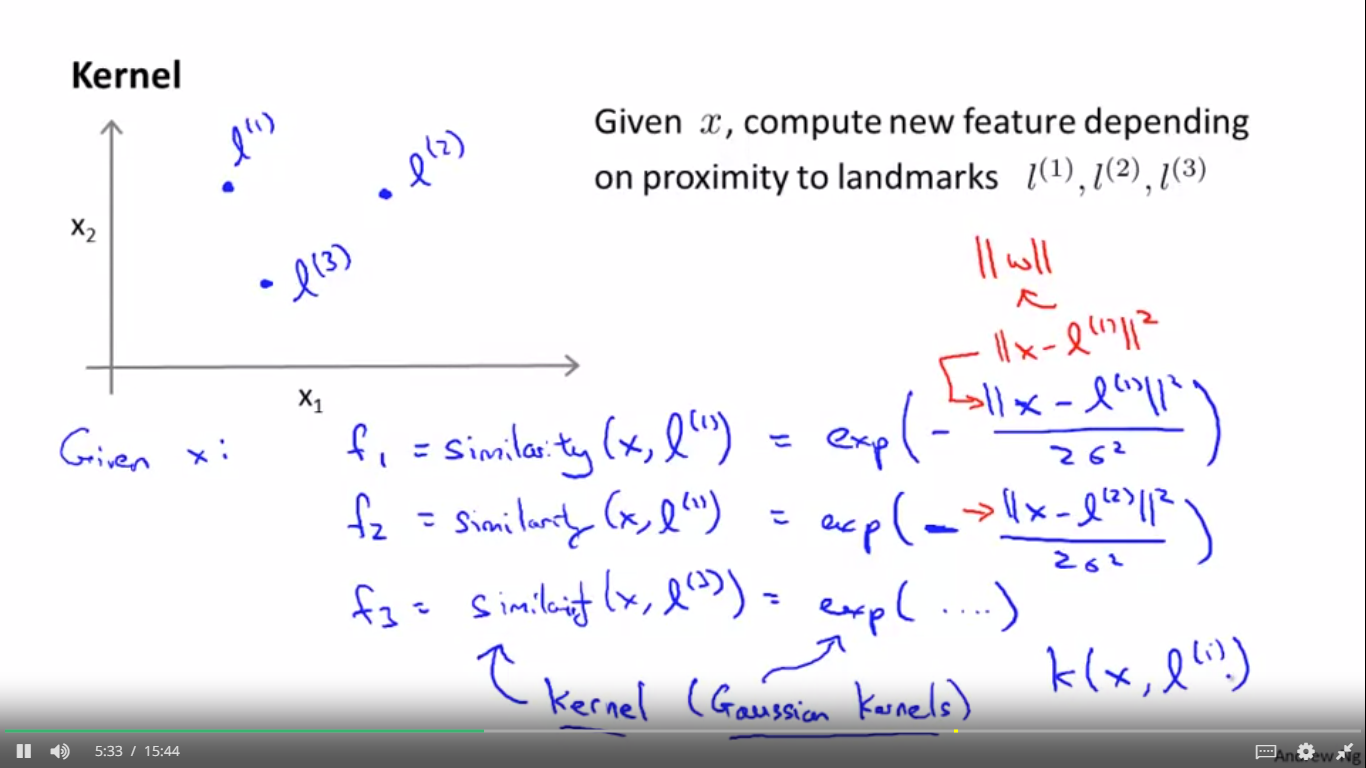 Kernel
l^(1)
l^(2)
x₂
l^(3)
x₁
Given x, compute new feature depending
on proximity to landmarks l^(1), l^(2), l^(3)
||w||
||x - l^(1)||²
Given x: f₁ = similarity(x, l^(1)) = exp(- ||x - l^(1)||² / 2σ²)
f₂ = similarity(x, l^(1)) = exp(- ||x - l^(2)||² / 2σ²)
f₃ = similarity(x, l^(3)) = exp( ....)
kernel (Gaussian kernels)
k(x, l^(i))
5:33 / 15:44
Andrew Ng